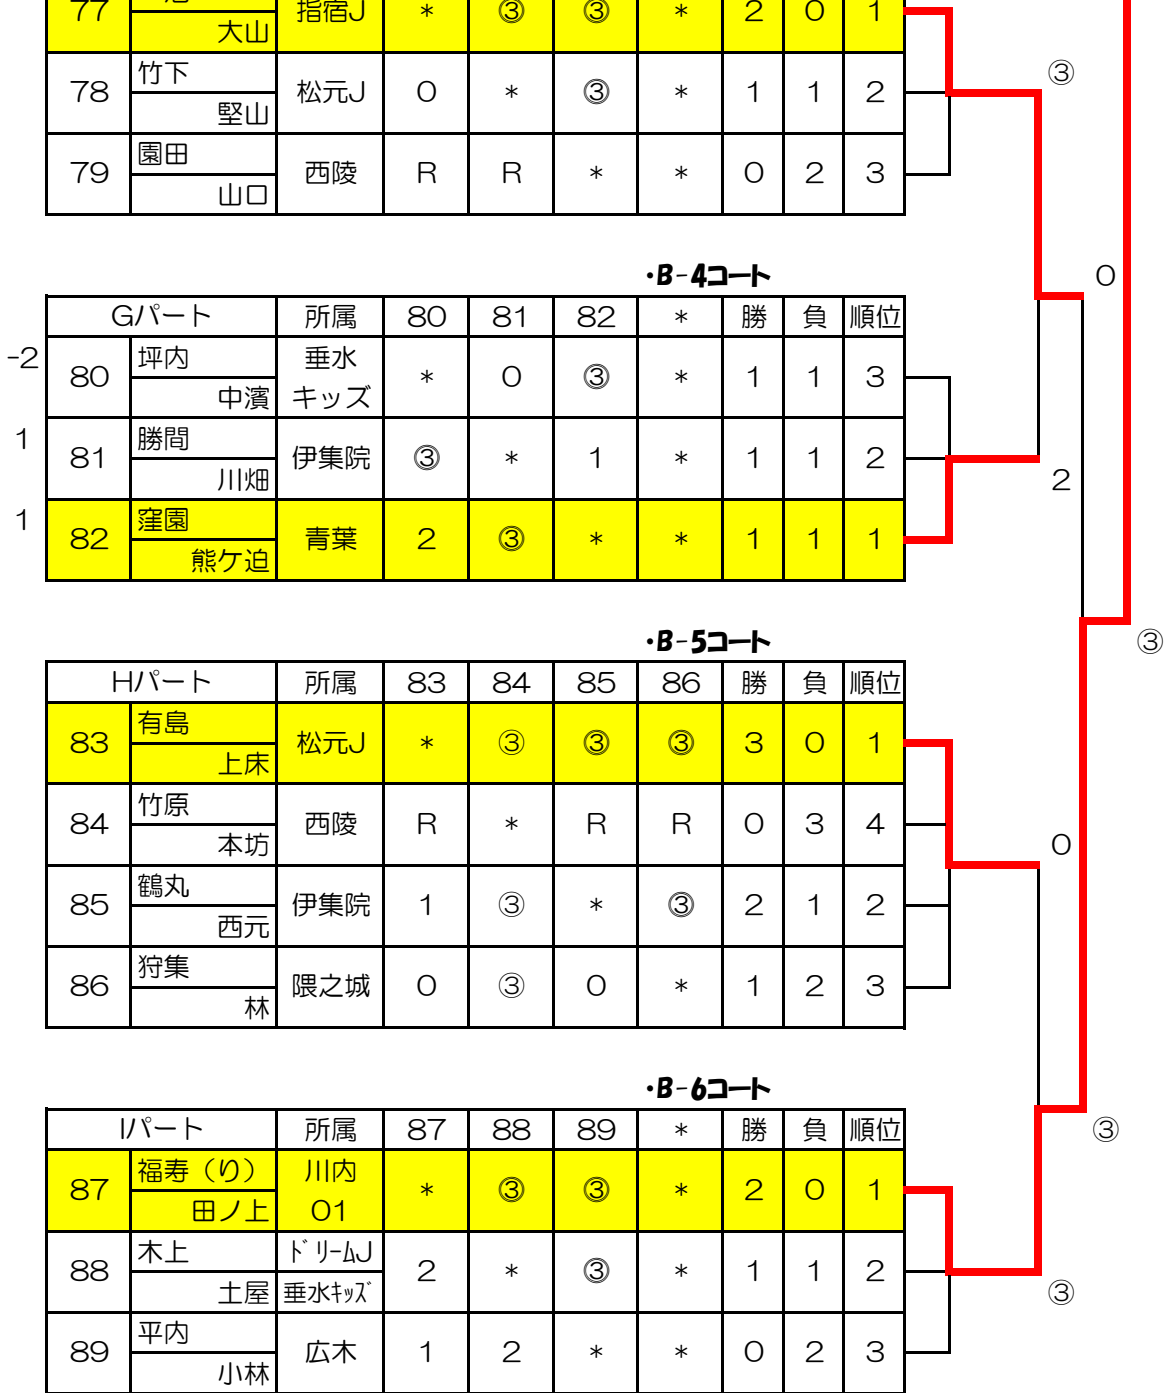 77 大山 指宿J * ③ ③ * 2 0 1
③
78 竹下 堅山 松元J 0 * ③ * 1 1 2
79 園田 山口 西陵 R R * * 0 2 3
0
・B-4コート
Gパート 所属 80 81 82 * 勝 負 順位
-2 80 坪内 中濱 垂水キッズ * 0 ③ * 1 1 3
1 81 勝間 川畑 伊集院 ③ * 1 * 1 1 2
2
1 82 窪園 熊ケ迫 青葉 2 ③ * * 1 1 1
・B-5コート
③
Hパート 所属 83 84 85 86 勝 負 順位
83 有島 上床 松元J * ③ ③ ③ 3 0 1
84 竹原 本坊 西陵 R * R R 0 3 4
0
85 鶴丸 西元 伊集院 1 ③ * ③ 2 1 2
86 狩集 林 隈之城 0 ③ 0 * 1 2 3
・B-6コート
Iパート 所属 87 88 89 * 勝 負 順位
③
87 福寿（り） 田ノ上 川内01 * ③ ③ * 2 0 1
88 木上 土屋 ﾄﾞﾘｰﾑJ 垂水ｷｯｽﾞ 2 * ③ * 1 1 2
③
89 平内 小林 広木 1 2 * * 0 2 3